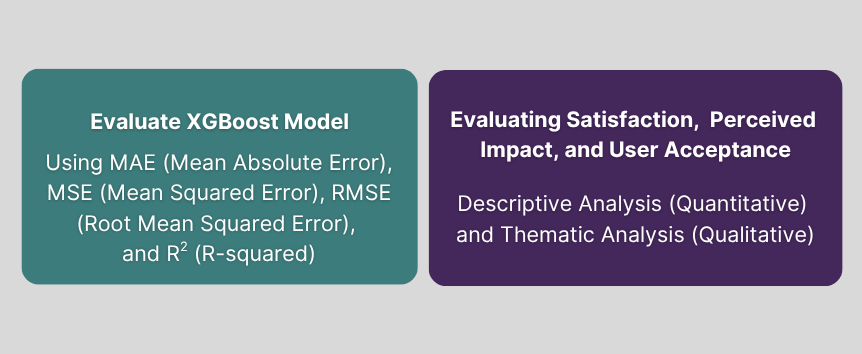 Evaluate XGBoost Model
Using MAE (Mean Absolute Error),
MSE (Mean Squared Error), RMSE
(Root Mean Squared Error),
and R² (R-squared)
Evaluating Satisfaction,  Perceived
Impact, and User Acceptance
Descriptive Analysis (Quantitative)
and Thematic Analysis (Qualitative)